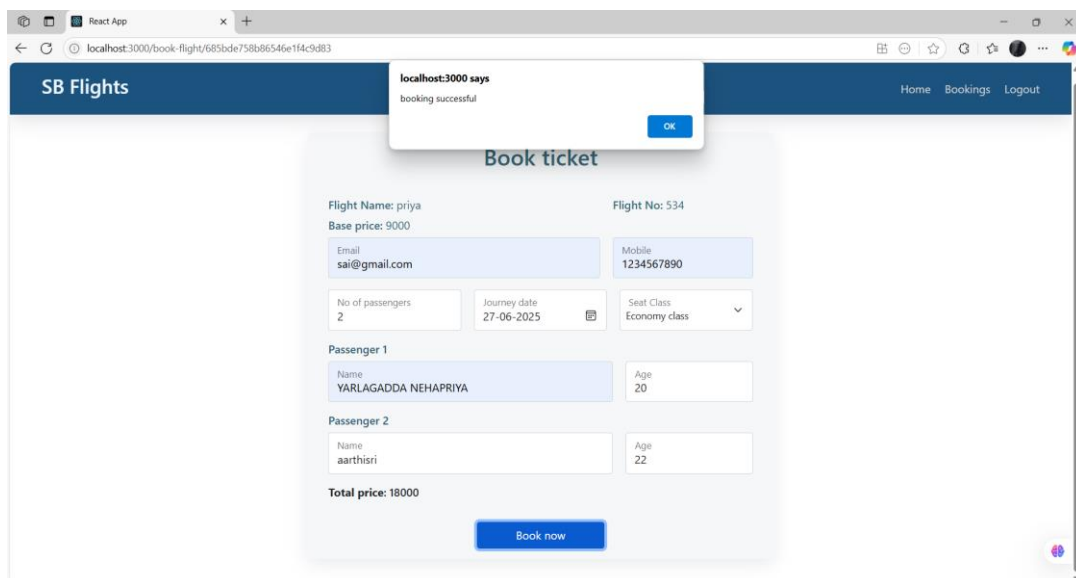 React App
localhost:3000/book-flight/685bde758b86546e1f4c9d83
SB Flights
Home Bookings Logout
localhost:3000 says
booking successful
OK
Book ticket
Flight Name: priya Flight No: 534
Base price: 9000
Email Mobile
sai@gmail.com 1234567890
No of passengers Journey date Seat Class
2 27-06-2025 Economy class
Passenger 1
Name Age
YARLAGADDA NEHAPRIYA 20
Passenger 2
Name Age
aarthisri 22
Total price: 18000
Book now